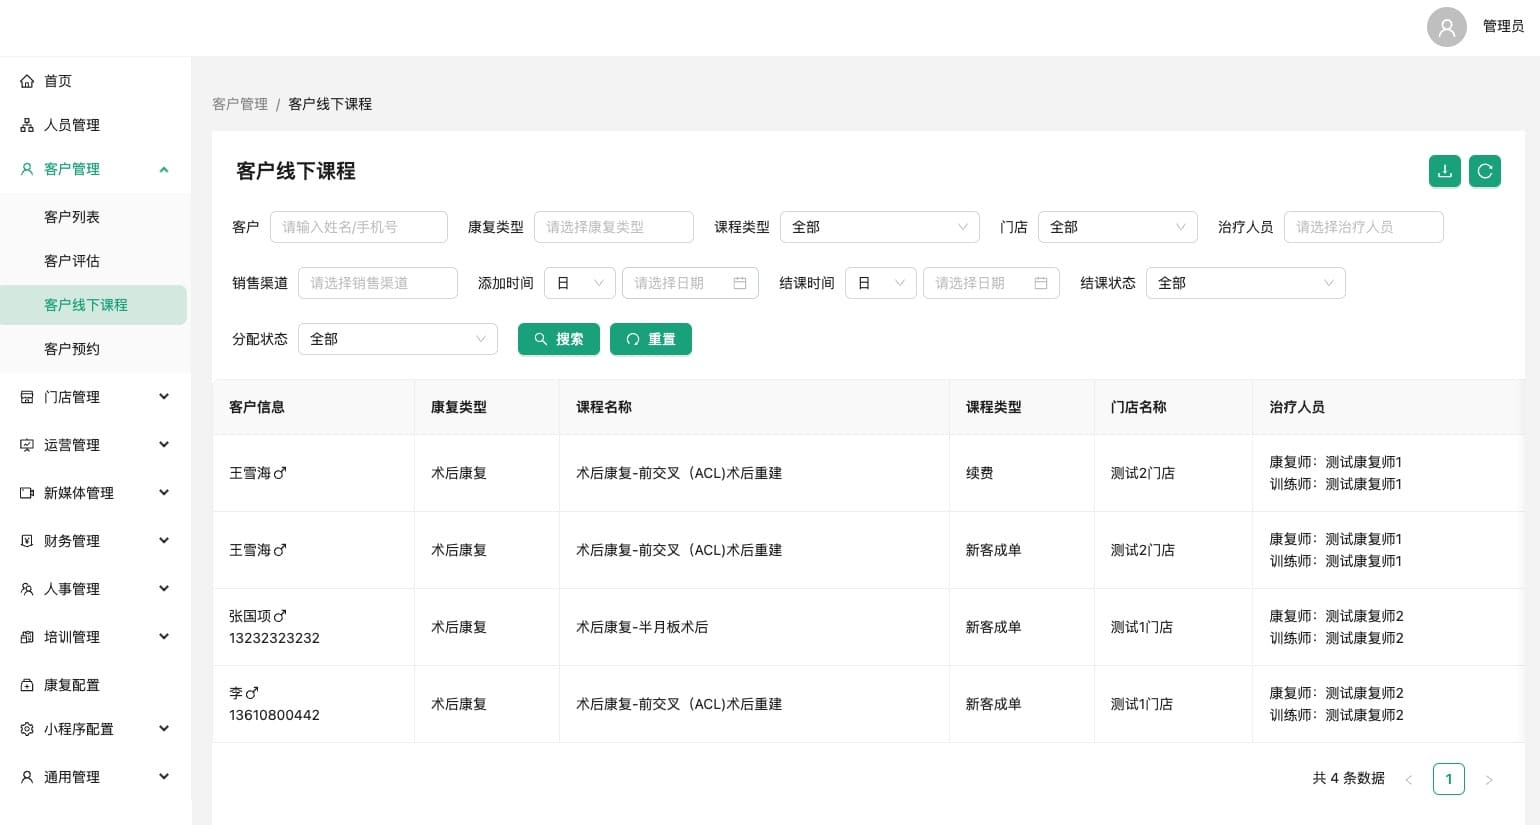 管理员
首页
人员管理
客户管理
客户列表
客户评估
客户线下课程
客户预约
门店管理
运营管理
新媒体管理
财务管理
人事管理
培训管理
康复配置
小程序配置
通用管理
客户管理 / 客户线下课程
客户线下课程
客户 请输入姓名/手机号 康复类型 请选择康复类型 课程类型 全部 门店 全部 治疗人员 请选择治疗人员
销售渠道 请选择销售渠道 添加时间 日 请选择日期 结课时间 日 请选择日期 结课状态 全部
分配状态 全部 搜索 重置
客户信息 康复类型 课程名称 课程类型 门店名称 治疗人员
王雪海♂ 术后康复 术后康复-前交叉（ACL)术后重建 续费 测试2门店 康复师：测试康复师1
训练师：测试康复师1
王雪海♂ 术后康复 术后康复-前交叉（ACL)术后重建 新客成单 测试2门店 康复师：测试康复师1
训练师：测试康复师1
张国项♂ 术后康复 术后康复-半月板术后 新客成单 测试1门店 康复师：测试康复师2
13232323232 训练师：测试康复师2
李♂ 术后康复 术后康复-前交叉（ACL)术后重建 新客成单 测试1门店 康复师：测试康复师2
13610800442 训练师：测试康复师2
共 4 条数据 < 1 >